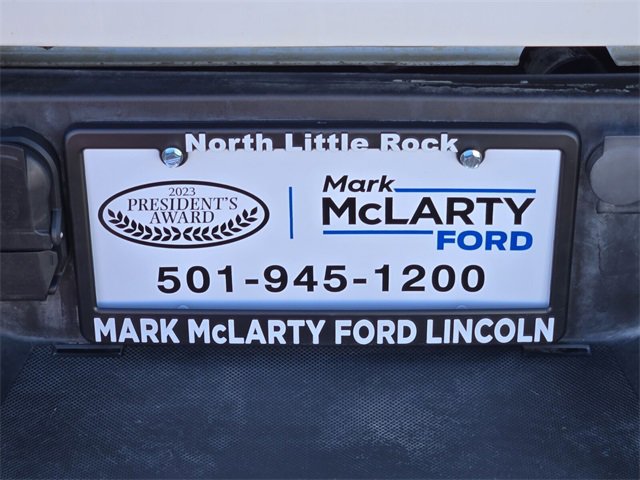 North Little Rock
2023
PRESIDENT'S
AWARD
Mark
McLARTY
FORD
501-945-1200
MARK McLARTY FORD LINCOLN